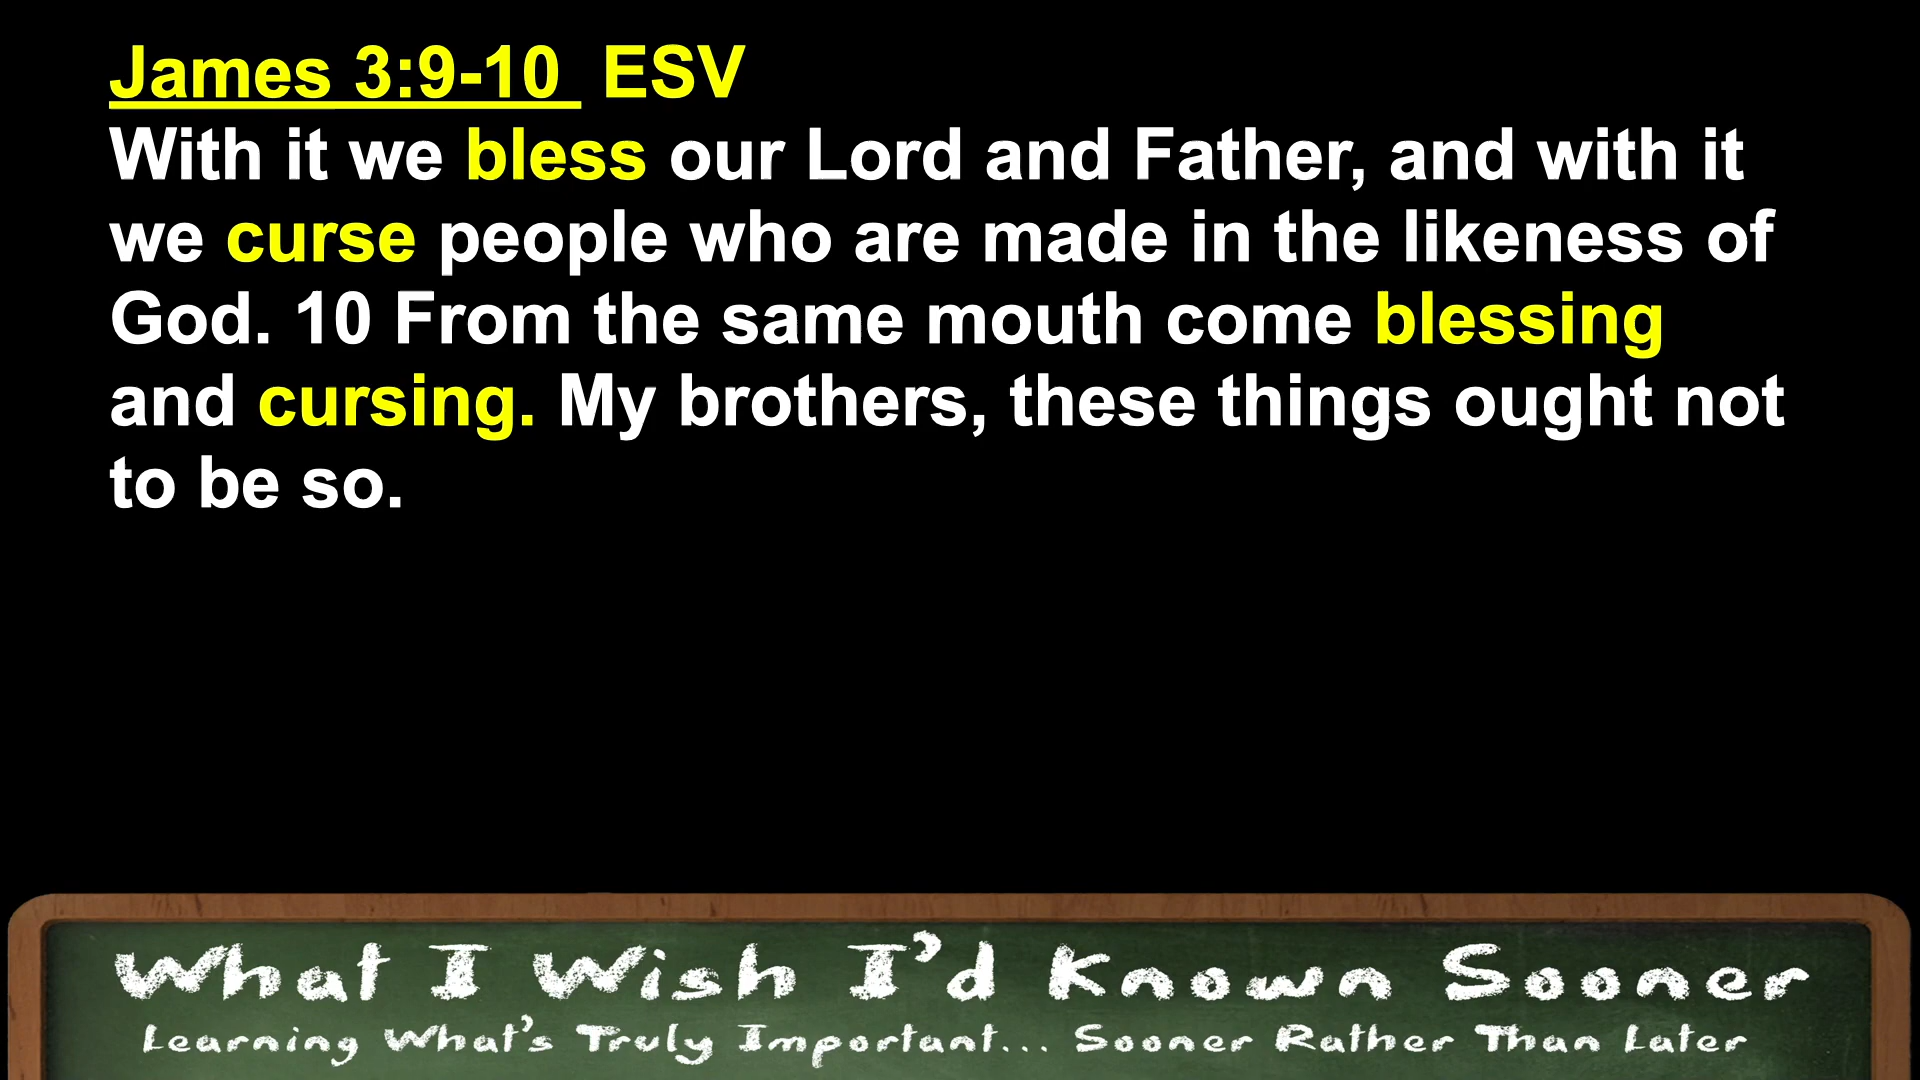 James 3:9-10  ESV
With it we bless our Lord and Father, and with it
we curse people who are made in the likeness of
God. 10 From the same mouth come blessing
and cursing. My brothers, these things ought not
to be so.
What I Wish I'd Known Sooner
Learning What's Truly Important... Sooner Rather Than Later